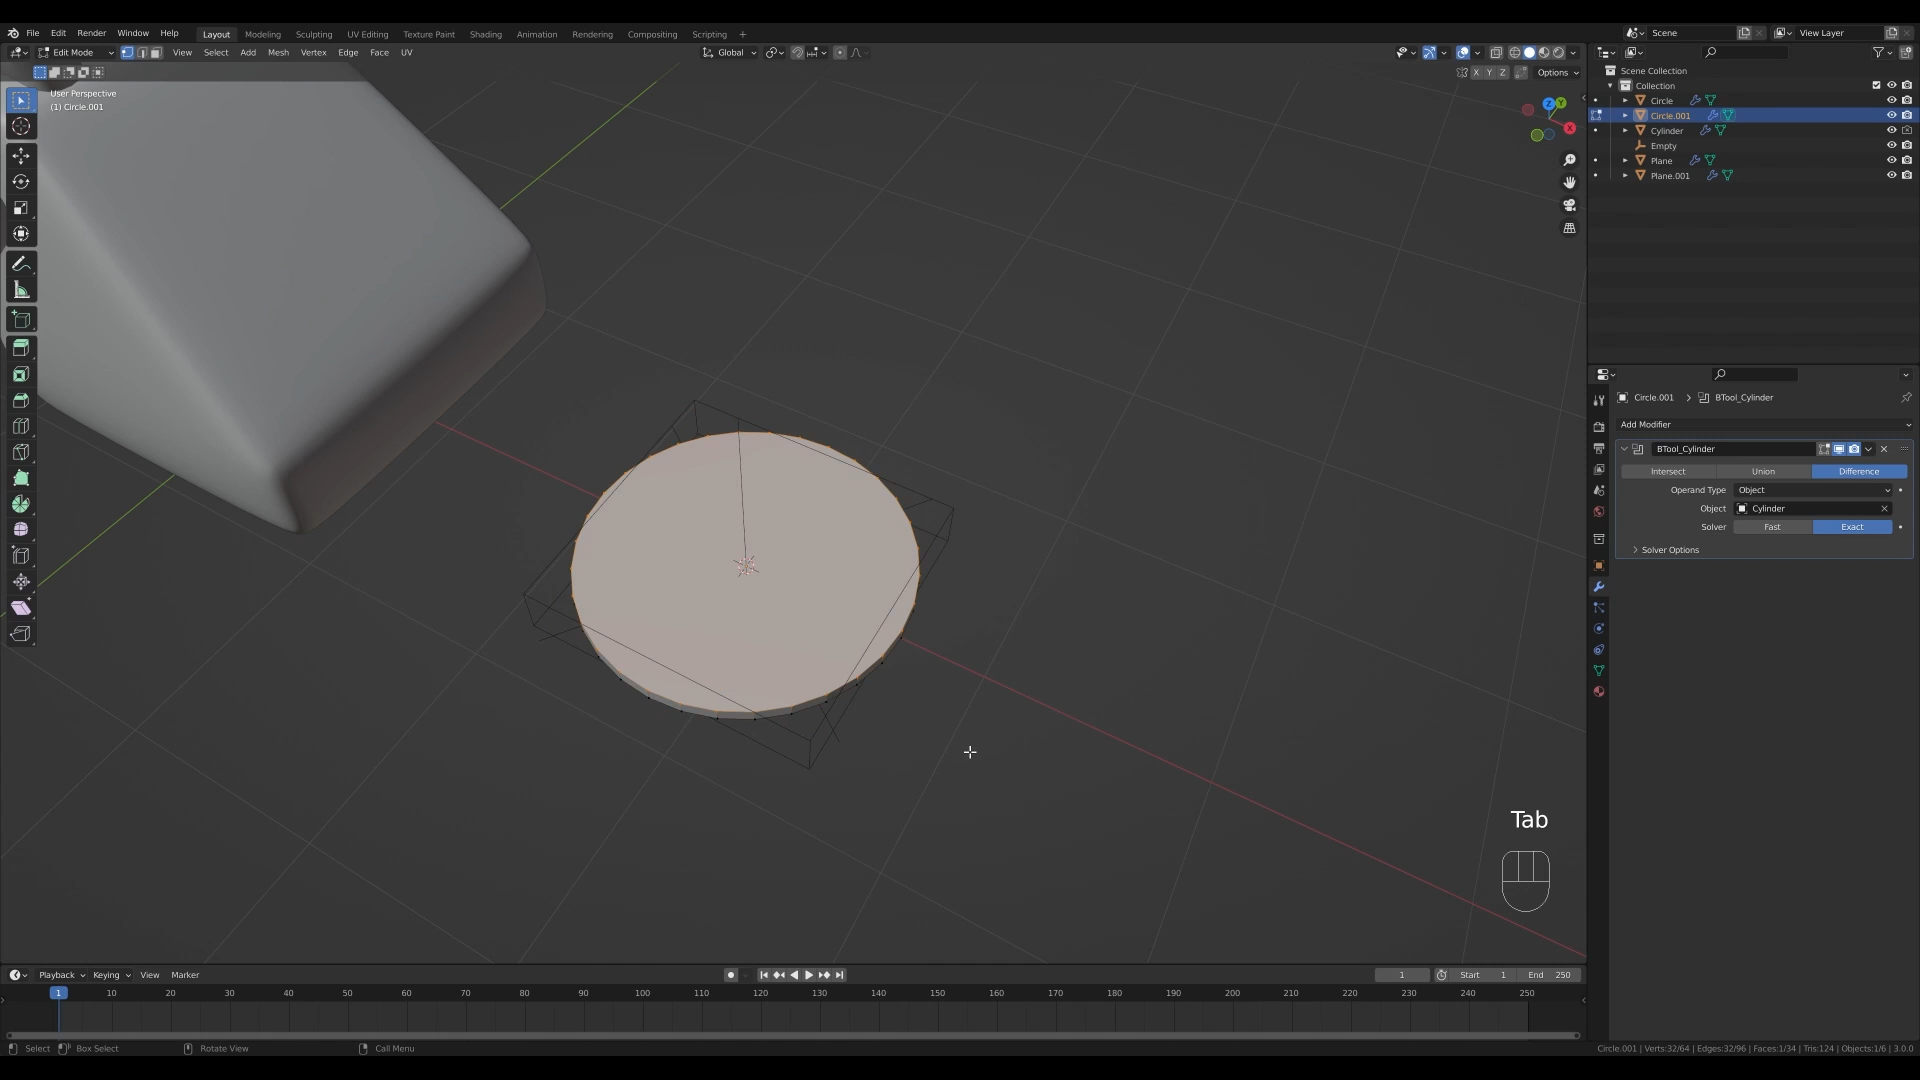 File Edit Render Window Help Layout Modeling Sculpting UV Editing Texture Paint Shading Animation Rendering Compositing Scripting + Scene View Layer
Edit Mode View Select Add Mesh Vertex Edge Face UV Global
X Y Z Options
User Perspective
(1) Circle.001
Z Y
X
Scene Collection
Collection
Circle
Circle.001
Cylinder
Empty
Plane
Plane.001
Circle.001 > BTool_Cylinder
Add Modifier
BTool_Cylinder
Intersect Union Difference
Operand Type Object
Object Cylinder
Solver Fast Exact
Solver Options
Tab
Playback Keying View Marker 1 Start 1 End 250
1 10 20 30 40 50 60 70 80 90 100 110 120 130 140 150 160 170 180 190 200 210 220 230 240 250
Select Box Select Rotate View Call Menu Circle.001 | Verts:32/64 | Edges:32/96 | Faces:1/34 | Tris:124 | Objects:1/6 | 3.0.0